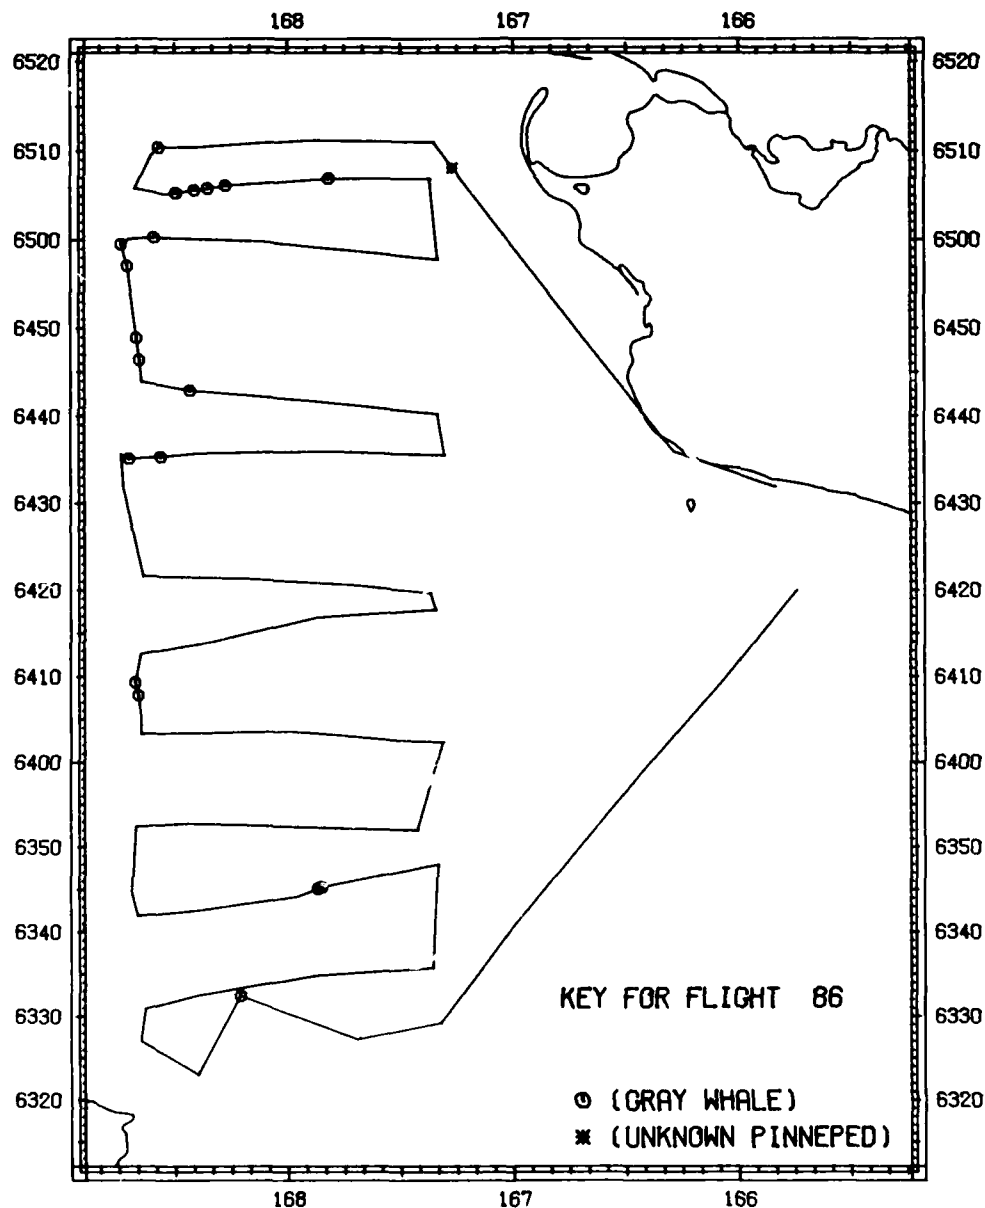 168 167 166
6520 6520
6510 6510
6500 6500
6450 6450
6440 6440
6430 6430
6420 6420
6410 6410
6400 6400
6350 6350
6340 6340
KEY FOR FLIGHT 86
6330 6330
6320 (GRAY WHALE) 6320
(UNKNOWN PINNEPED)
168 167 166